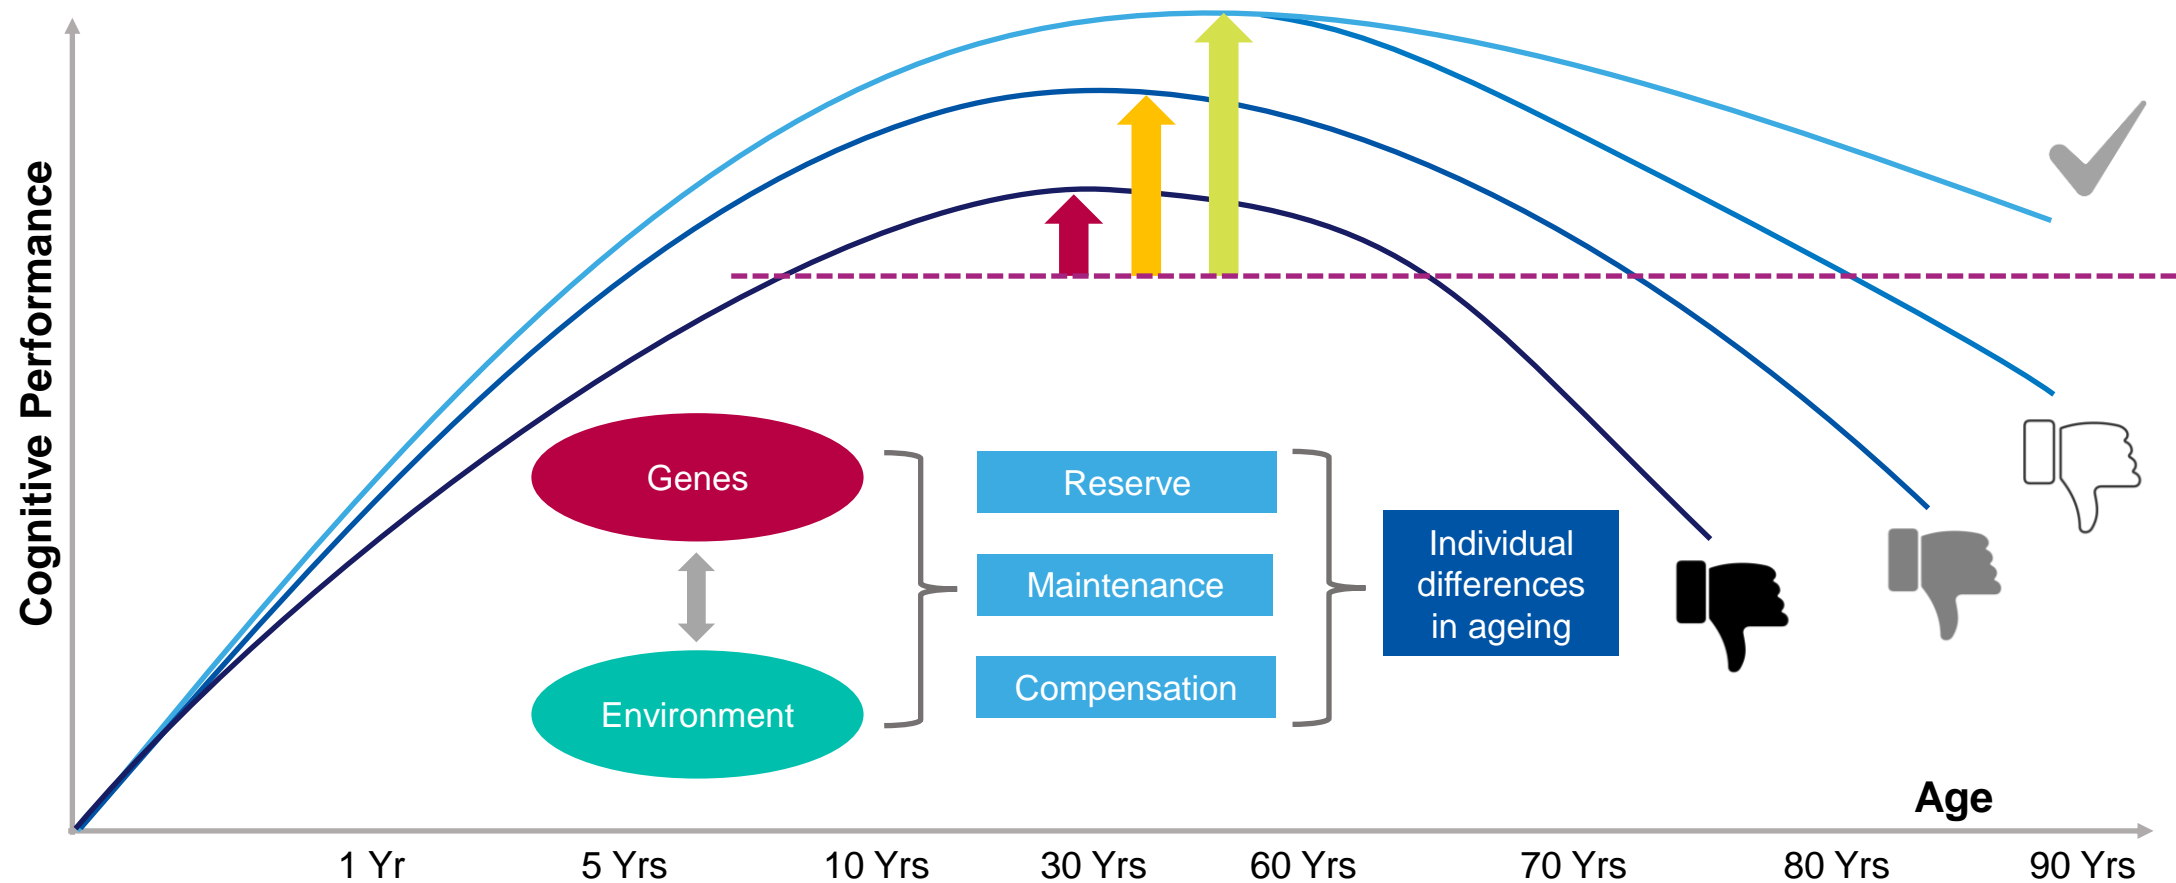 Cognitive Performance
Genes
Environment
Reserve
Maintenance
Compensation
Individual
differences
in ageing
Age
1 Yr
5 Yrs
10 Yrs
30 Yrs
60 Yrs
70 Yrs
80 Yrs
90 Yrs